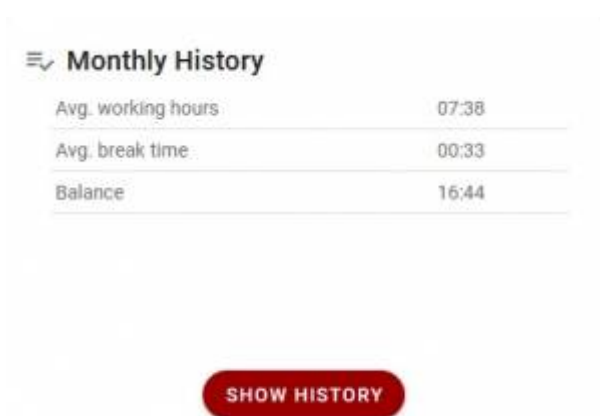 Monthly History
Avg. working hours 07:38
Avg. break time 00:33
Balance 16:44
SHOW HISTORY